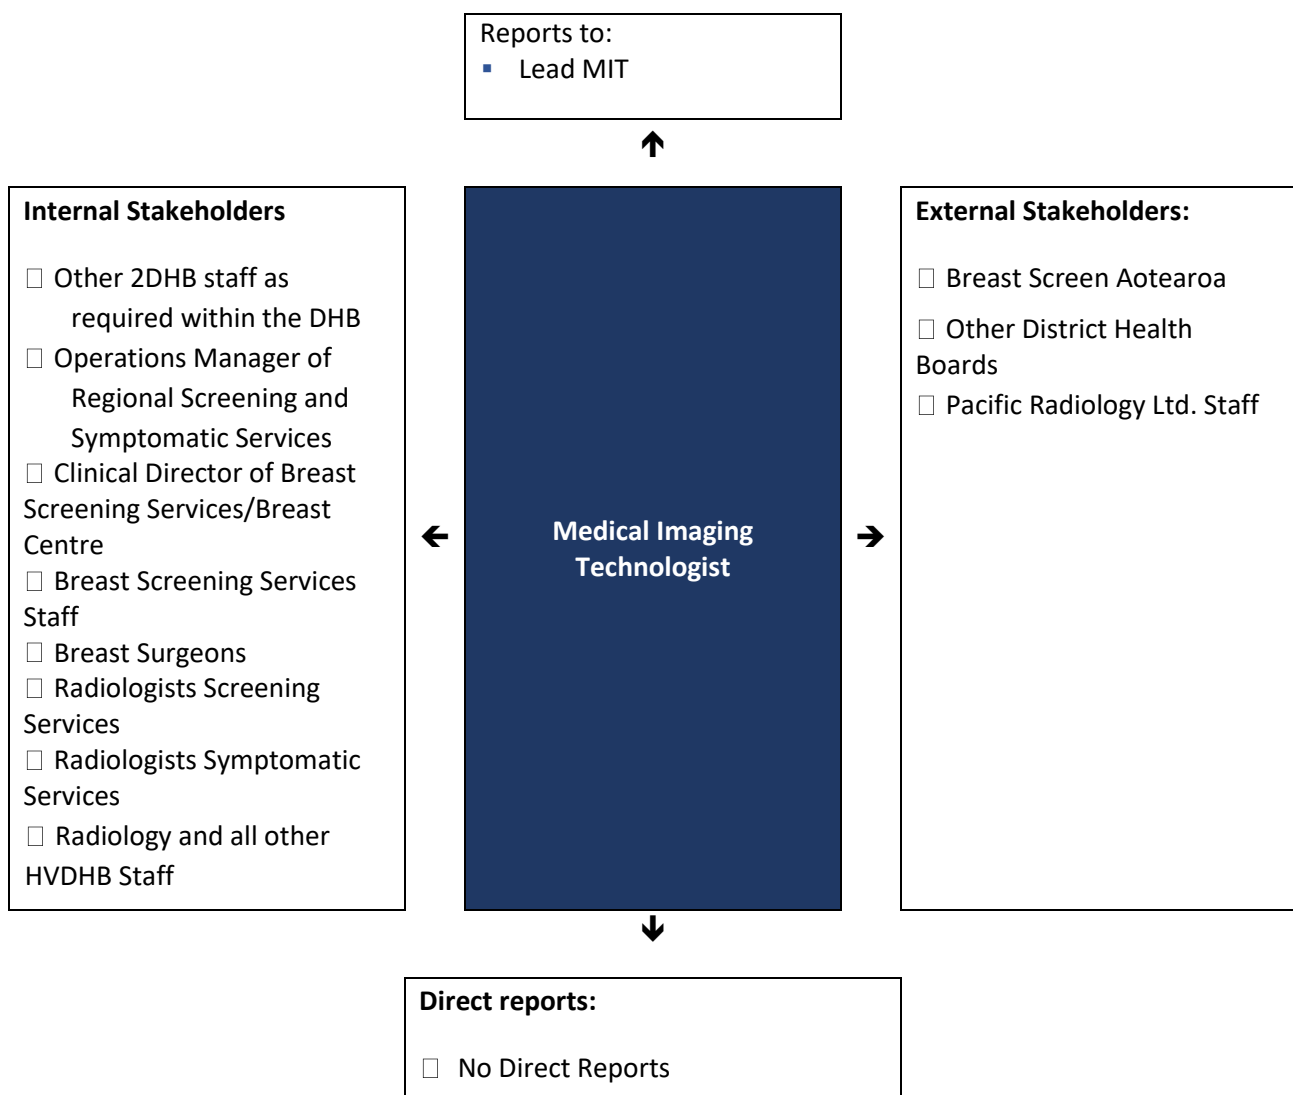 Reports to:
▪ Lead MIT
Internal Stakeholders
□ Other 2DHB staff as
required within the DHB
□ Operations Manager of
Regional Screening and
Symptomatic Services
□ Clinical Director of Breast
Screening Services/Breast
Centre
□ Breast Screening Services
Staff
□ Breast Surgeons
□ Radiologists Screening
Services
□ Radiologists Symptomatic
Services
□ Radiology and all other
HVDHB Staff
Medical Imaging
Technologist
External Stakeholders:
□ Breast Screen Aotearoa
□ Other District Health
Boards
□ Pacific Radiology Ltd. Staff
Direct reports:
□ No Direct Reports